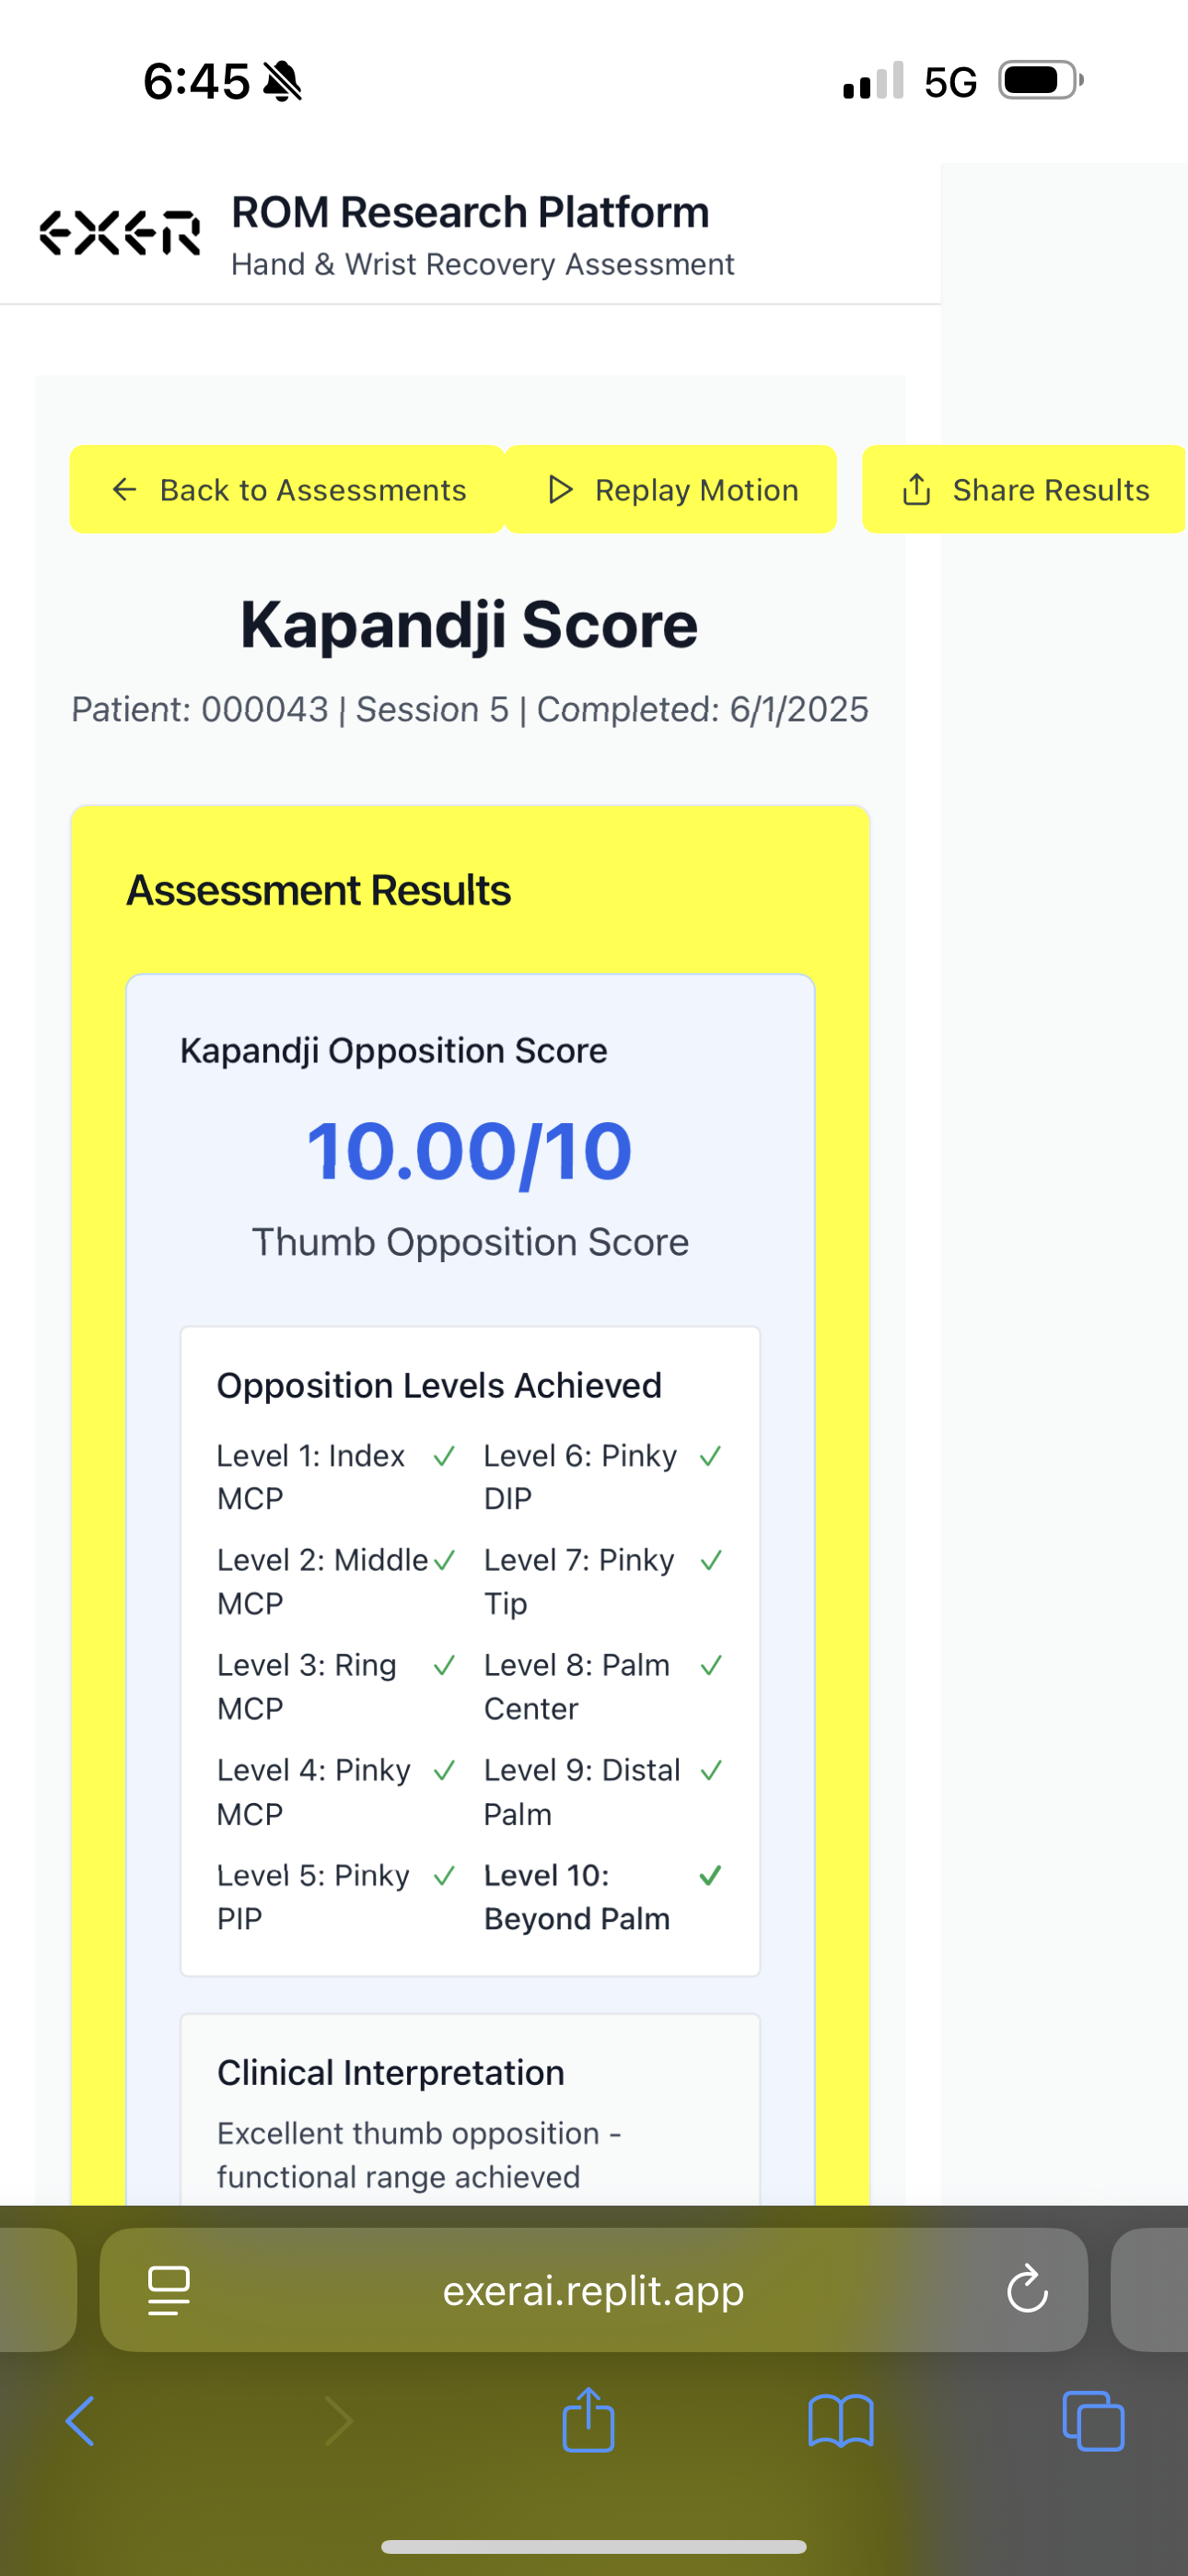 6:45
5G
EXER
ROM Research Platform
Hand & Wrist Recovery Assessment
Back to Assessments
Replay Motion
Share Results
Kapandji Score
Patient: 000043 | Session 5 | Completed: 6/1/2025
Assessment Results
Kapandji Opposition Score
10.00/10
Thumb Opposition Score
Opposition Levels Achieved
Level 1: Index
MCP
Level 6: Pinky
DIP
Level 2: Middle
MCP
Level 7: Pinky
Tip
Level 3: Ring
MCP
Level 8: Palm
Center
Level 4: Pinky
MCP
Level 9: Distal
Palm
Level 5: Pinky
PIP
Level 10:
Beyond Palm
Clinical Interpretation
Excellent thumb opposition -
functional range achieved
exerai.replit.app